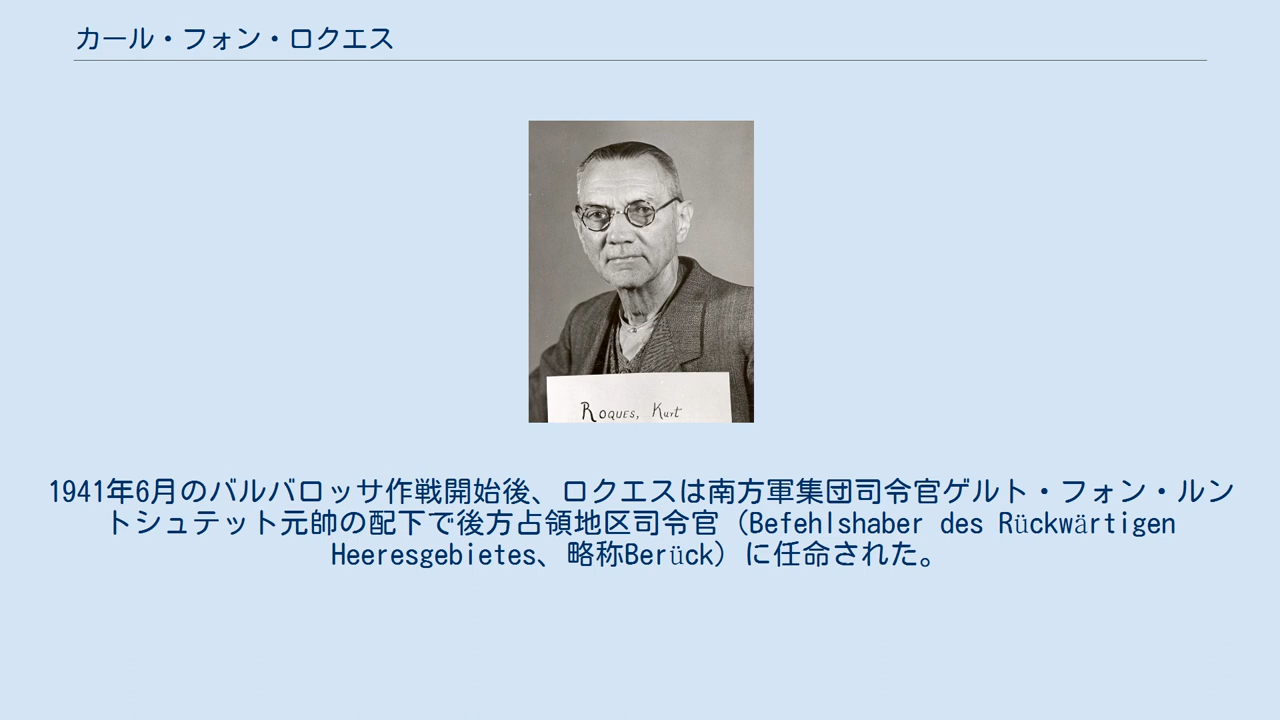 カール・フォン・ロクエス
ROQUES, Kurt
1941年6月のバルバロッサ作戦開始後、ロクエスは南方軍集団司令官ゲルト・フォン・ルン
トシュテット元帥の配下で後方占領地区司令官（Befehlshaber des Rückwärtigen
Heeresgebietes、略称Berück）に任命された。